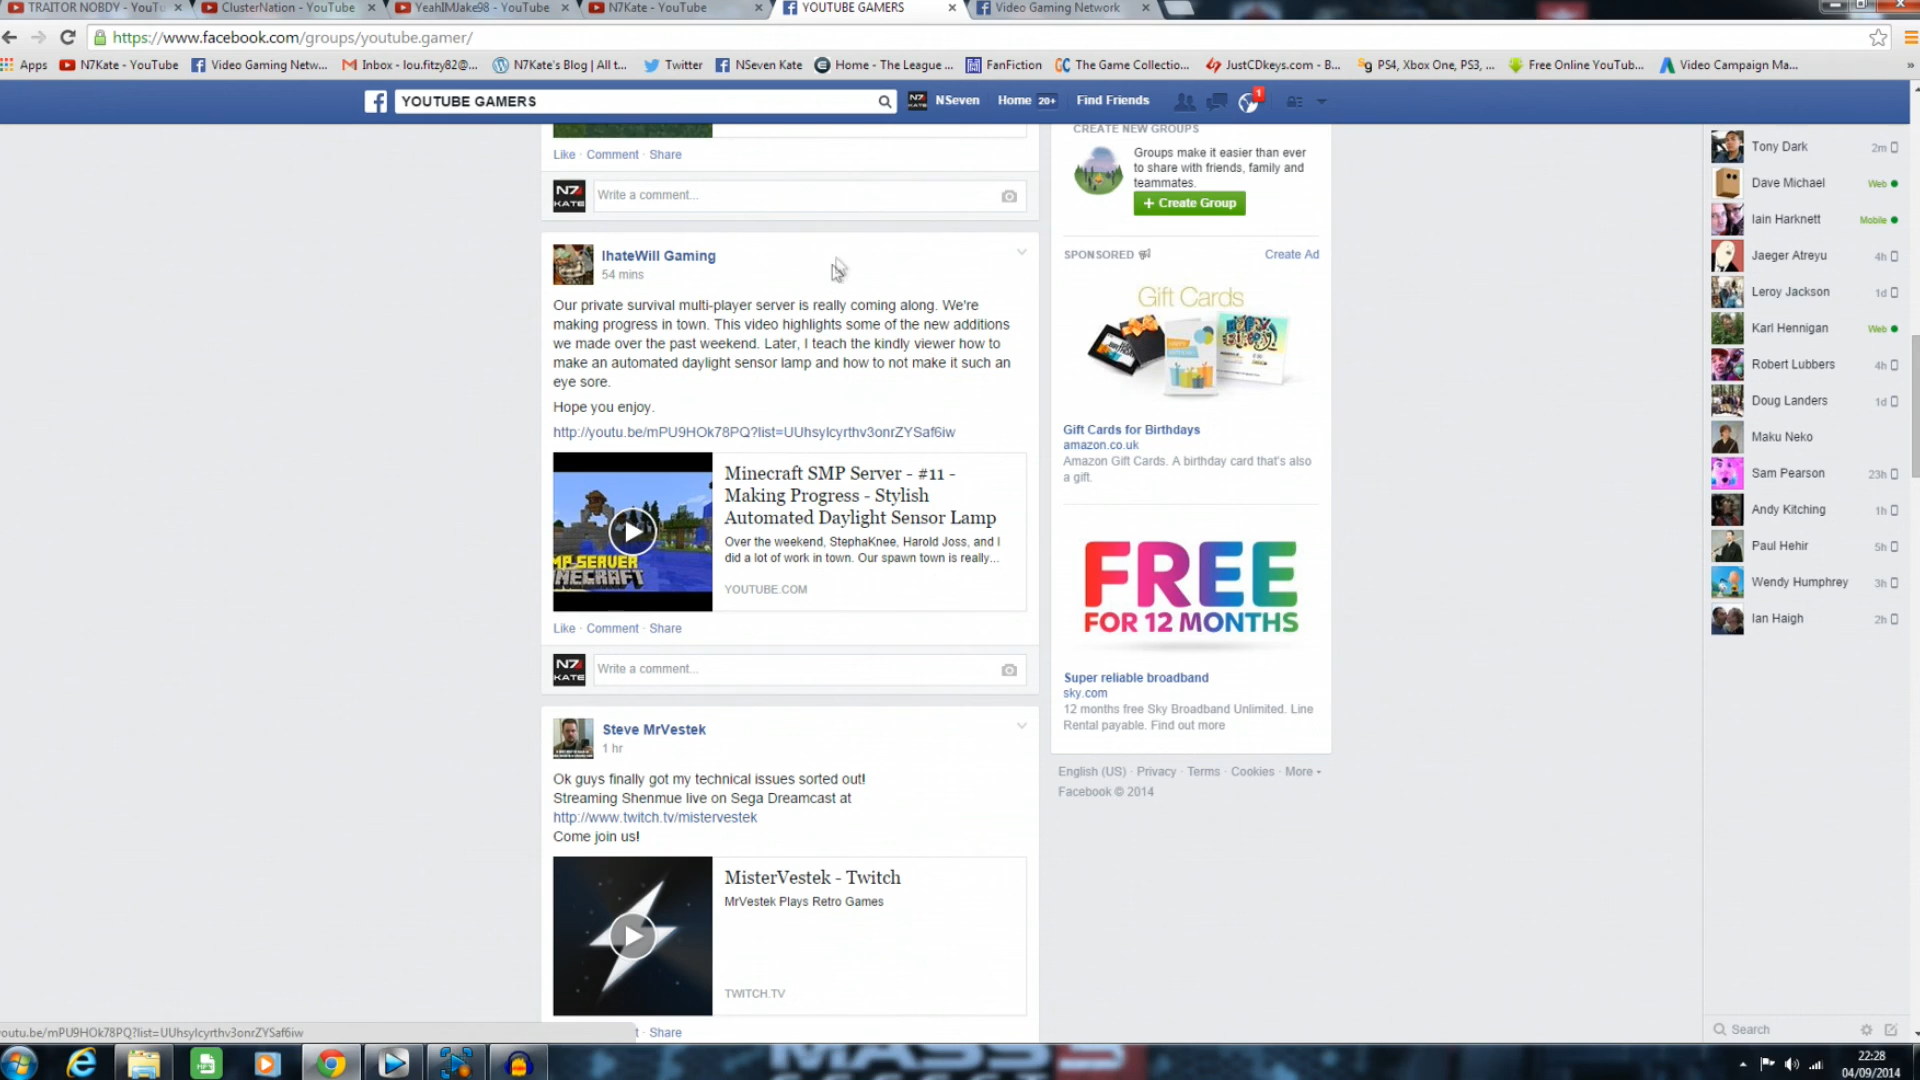 TRAITOR NOBDY - YouTu
ClusterNation - YouTube
YeahIMJake98 - YouTube
N7Kate - YouTube
YOUTUBE GAMERS
Video Gaming Network
https://www.facebook.com/groups/youtube.gamer/
Apps
N7Kate - YouTube
Video Gaming Netw...
Inbox - lou.fitzy82@...
N7Kate's Blog | All t...
Twitter
NSeven Kate
Home - The League ...
FanFiction
The Game Collectio...
JustCDkeys.com - B...
PS4, Xbox One, PS3, ...
Free Online YouTub...
Video Campaign Ma...
YOUTUBE GAMERS
NSeven
Home 20+
Find Friends
1
Like · Comment · Share
N7 KATE
Write a comment...
IhateWill Gaming
54 mins
Our private survival multi-player server is really coming along. We're
making progress in town. This video highlights some of the new additions
we made over the past weekend. Later, I teach the kindly viewer how to
make an automated daylight sensor lamp and how to not make it such an
eye sore.
Hope you enjoy.
http://youtu.be/mPU9HOk78PQ?list=UUhsylcyrthv3onrZYSaf6iw
MP SERVER
MINECRAFT
Minecraft SMP Server - #11 -
Making Progress - Stylish
Automated Daylight Sensor Lamp
Over the weekend, StephaKnee, Harold Joss, and I
did a lot of work in town. Our spawn town is really...
YOUTUBE.COM
Like · Comment · Share
N7 KATE
Write a comment...
Steve MrVestek
1 hr
Ok guys finally got my technical issues sorted out!
Streaming Shenmue live on Sega Dreamcast at
http://www.twitch.tv/mistervestek
Come join us!
MisterVestek - Twitch
MrVestek Plays Retro Games
TWITCH.TV
t · Share
outu.be/mPU9HOk78PQ?list=UUhsylcyrthv3onrZYSaf6iw
CREATE NEW GROUPS
Groups make it easier than ever
to share with friends, family and
teammates.
+ Create Group
SPONSORED
Create Ad
Gift Cards
Gift Cards for Birthdays
amazon.co.uk
Amazon Gift Cards. A birthday card that's also
a gift.
FREE
FOR 12 MONTHS
Super reliable broadband
sky.com
12 months free Sky Broadband Unlimited. Line
Rental payable. Find out more
English (US) · Privacy · Terms · Cookies · More
Facebook © 2014
Tony Dark 2m
Dave Michael Web
Iain Harknett Mobile
Jaeger Atreyu 4h
Leroy Jackson 1d
Karl Hennigan Web
Robert Lubbers 4h
Doug Landers 1d
Maku Neko
Sam Pearson 23h
Andy Kitching 1h
Paul Hehir 5h
Wendy Humphrey 3h
Ian Haigh 2h
Search
22:28
04/09/2014